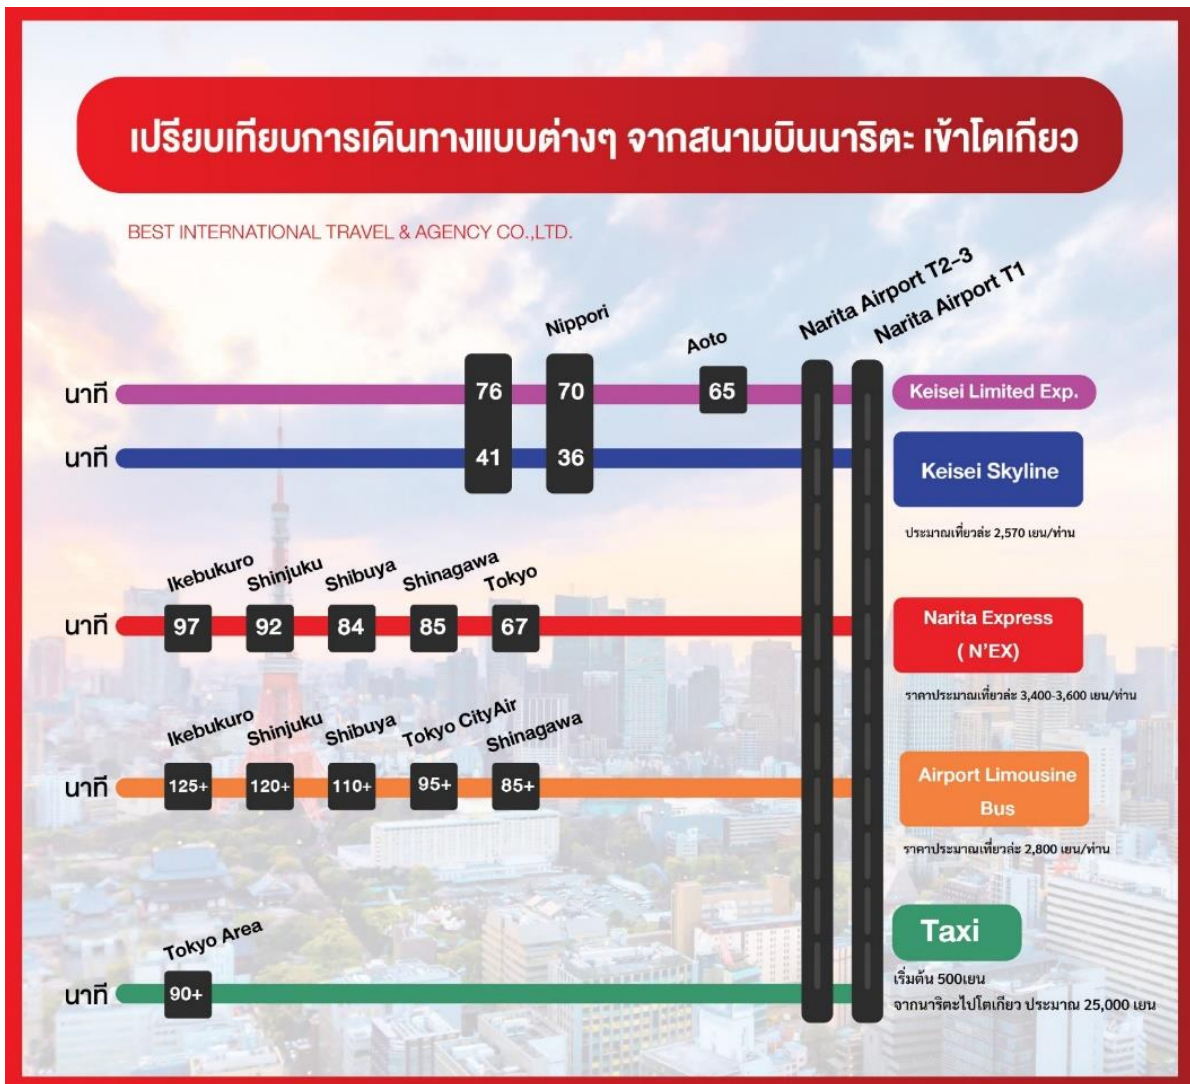 เปรียบเทียบการเดินทางแบบต่างๆ จากสนามบินนาริตะ เข้าโตเกียว
BEST INTERNATIONAL TRAVEL & AGENCY CO.,LTD.
Narita Airport T2-3
Narita Airport T1
Nippori
Aoto
นาที 76 70 65 Keisei Limited Exp.
นาที 41 36 Keisei Skyline
ประมาณเที่ยวล่ะ 2,570 เยน/ท่าน
Ikebukuro Shinjuku Shibuya Shinagawa Tokyo
นาที 97 92 84 85 67 Narita Express
( N'EX)
ราคาประมาณเที่ยวล่ะ 3,400-3,600 เยน/ท่าน
Ikebukuro Shinjuku Shibuya Tokyo CityAir Shinagawa
นาที 125+ 120+ 110+ 95+ 85+ Airport Limousine
Bus
ราคาประมาณเที่ยวล่ะ 2,800 เยน/ท่าน
Tokyo Area
Taxi
นาที 90+
เริ่มต้น 500เยน
จากนาริตะไปโตเกียว ประมาณ 25,000 เยน